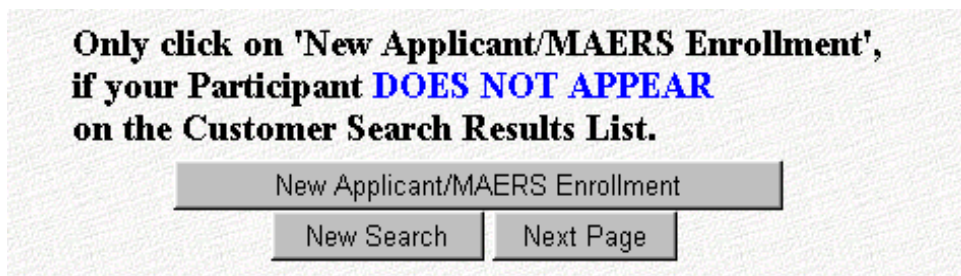 Only click on 'New Applicant/MAERS Enrollment',
if your Participant DOES NOT APPEAR
on the Customer Search Results List.
New Applicant/MAERS Enrollment
New Search Next Page